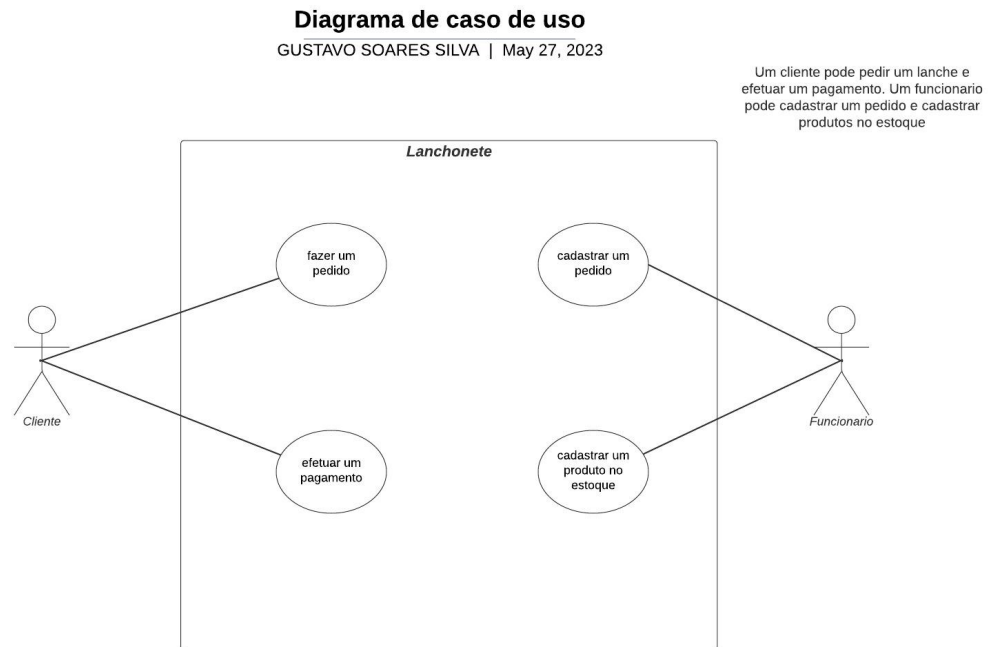 Diagrama de caso de uso
GUSTAVO SOARES SILVA | May 27, 2023
Um cliente pode pedir um lanche e
efetuar um pagamento. Um funcionario
pode cadastrar um pedido e cadastrar
produtos no estoque
Lanchonete
fazer um
pedido
cadastrar um
pedido
Cliente
Funcionario
efetuar um
pagamento
cadastrar um
produto no
estoque